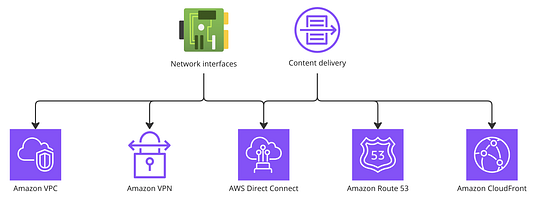 Network interfaces
Content delivery
53
Amazon VPC
Amazon VPN
AWS Direct Connect
Amazon Route 53
Amazon CloudFront